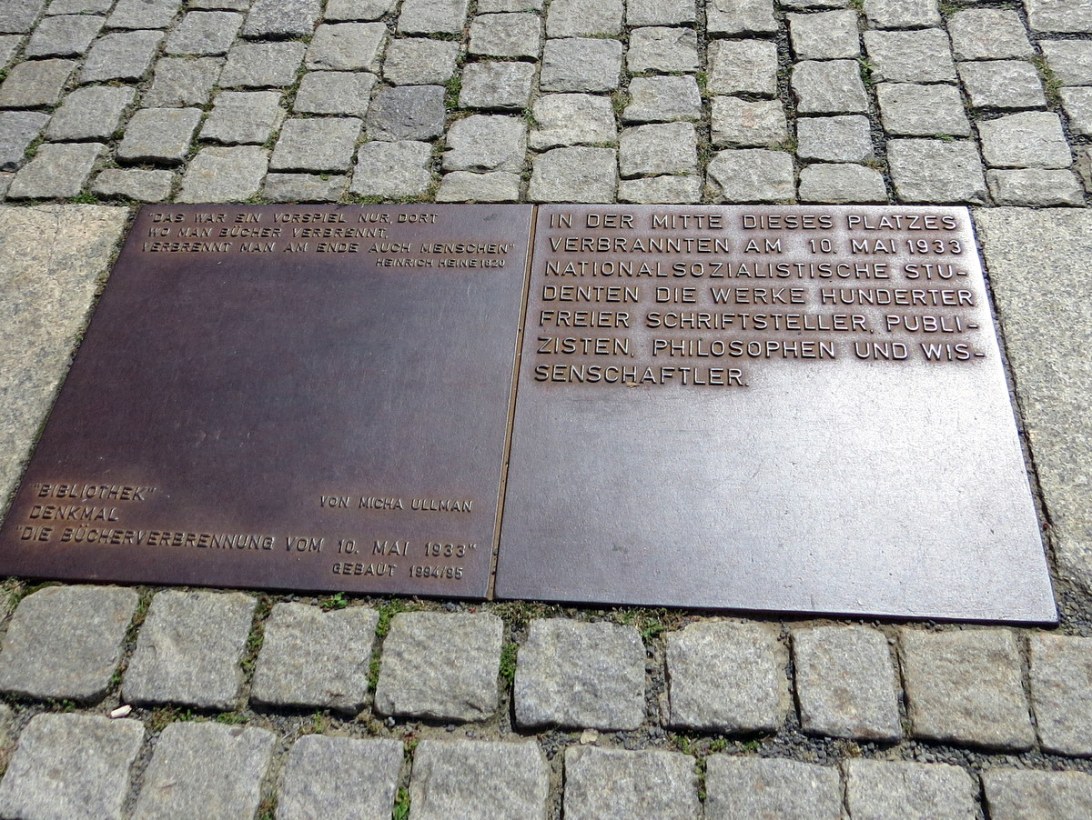 "DAS WAR EIN VORSPIEL NUR, DORT
WO MAN BÜCHER VERBRENNT,
VERBRENNT MAN AM ENDE AUCH MENSCHEN"
HEINRICH HEINE 1820
"BIBLIOTHEK"
VON MICHA ULLMAN
DENKMAL
"DIE BÜCHERVERBRENNUNG VOM 10. MAI 1933"
GEBAUT 1994/95
IN DER MITTE DIESES PLATZES
VERBRANNTEN AM 10. MAI 1933
NATIONALSOZIALISTISCHE STU-
DENTEN DIE WERKE HUNDERTER
FREIER SCHRIFTSTELLER, PUBLI-
ZISTEN, PHILOSOPHEN UND WIS-
SENSCHAFTLER.